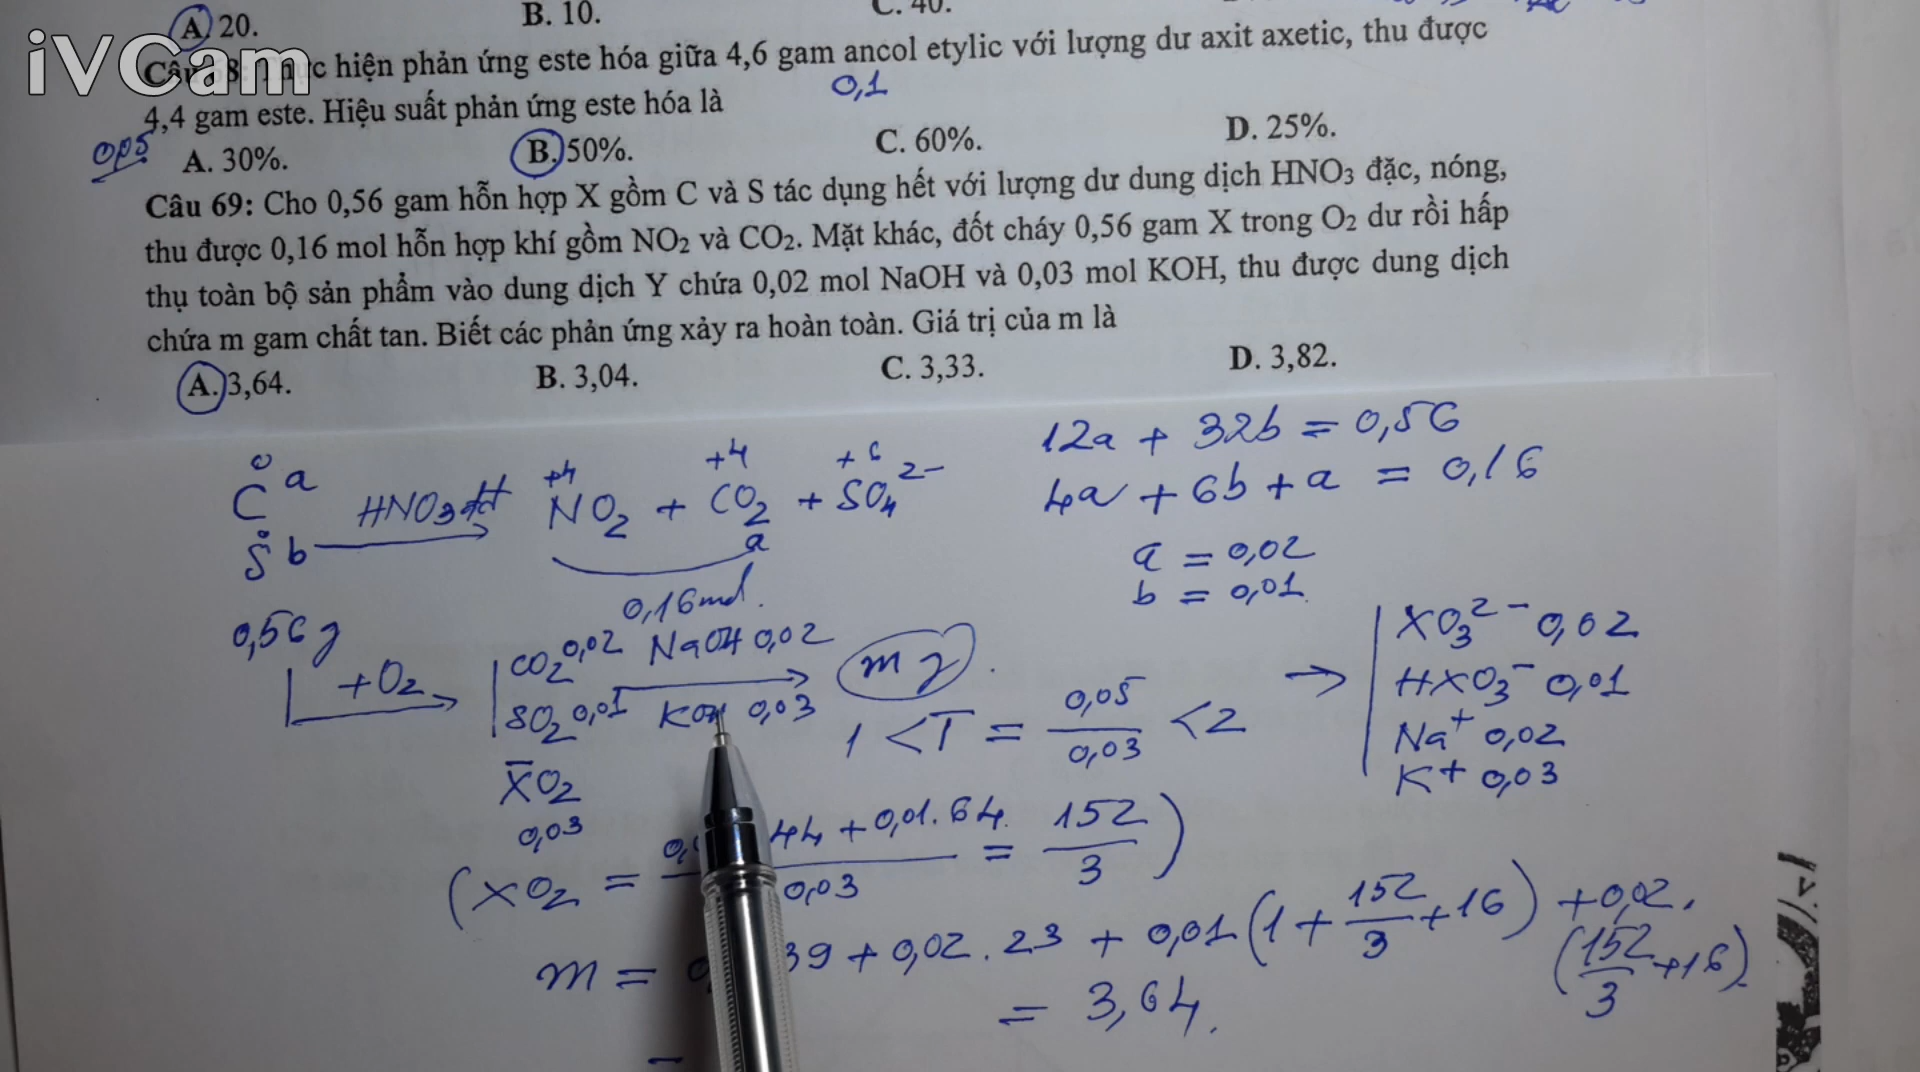 A. 20.
B. 10.
C. 40.
iVCam
hiện phản ứng este hóa giữa 4,6 gam ancol etylic với lượng dư axit axetic, thu được
0,1
4,4 gam este. Hiệu suất phản ứng este hóa là
0,05
A. 30%.
B. 50%.
C. 60%.
D. 25%.
Câu 69: Cho 0,56 gam hỗn hợp X gồm C và S tác dụng hết với lượng dư dung dịch HNO3 đặc, nóng,
thu được 0,16 mol hỗn hợp khí gồm NO2 và CO2. Mặt khác, đốt cháy 0,56 gam X trong O2 dư rồi hấp
thụ toàn bộ sản phẩm vào dung dịch Y chứa 0,02 mol NaOH và 0,03 mol KOH, thu được dung dịch
chứa m gam chất tan. Biết các phản ứng xảy ra hoàn toàn. Giá trị của m là
A. 3,64.
B. 3,04.
C. 3,33.
D. 3,82.
12a + 32b = 0,56
4a + 6b + a = 0,16
a = 0,02
b = 0,01
0 +4 +4 +6
C a HNO3 → NO2 + CO2 + SO4 2-
S b a
0,16 mol.
0,56g
+O2 → CO2 0,02 NaOH 0,02 → m g.
SO2 0,01 KOH 0,03
1 < T = 0,05/0,03 < 2
→ XO3 2- 0,02
HXO3- 0,01
Na+ 0,02
K+ 0,03
X̄O2
0,03
(XO2 = 44 + 0,01.64 / 0,03 = 152/3)
m = 39 + 0,02.23 + 0,01(1 + 152/3 + 16) + 0,02.
(152/3 + 16)
= 3,64.